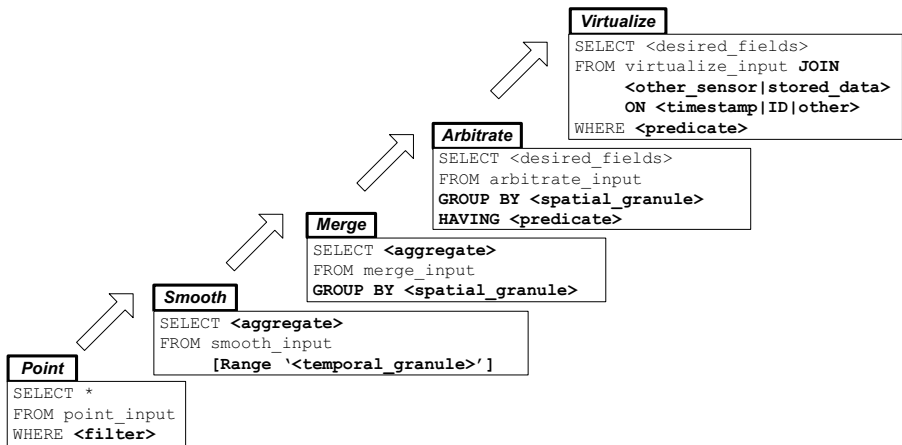 Virtualize
SELECT <desired_fields>
FROM virtualize_input JOIN
<other_sensor|stored_data>
ON <timestamp|ID|other>
WHERE <predicate>
Arbitrate
SELECT <desired_fields>
FROM arbitrate_input
GROUP BY <spatial_granule>
HAVING <predicate>
Merge
SELECT <aggregate>
FROM merge_input
GROUP BY <spatial_granule>
Smooth
SELECT <aggregate>
FROM smooth_input
[Range ‘<temporal_granule>’]
Point
SELECT *
FROM point_input
WHERE <filter>